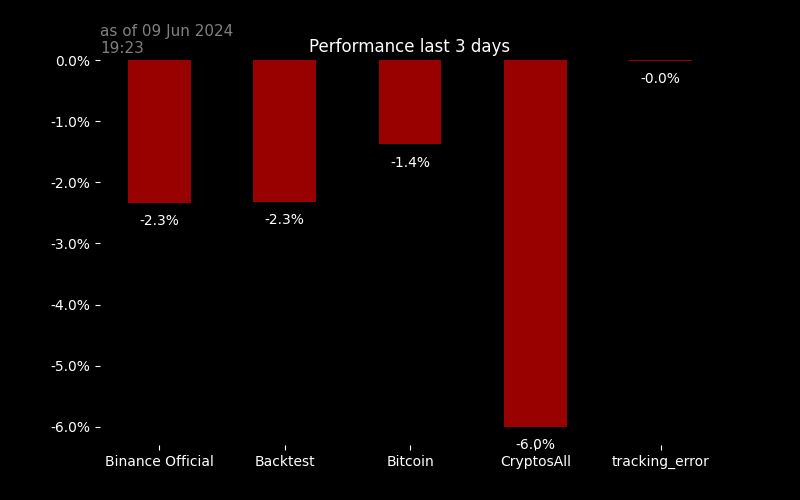 as of 09 Jun 2024
19:23
Performance last 3 days
0.0%
-1.0%
-2.0%
-3.0%
-4.0%
-5.0%
-6.0%
-2.3%
-2.3%
-1.4%
-6.0%
-0.0%
Binance Official
Backtest
Bitcoin
CryptosAll
tracking_error